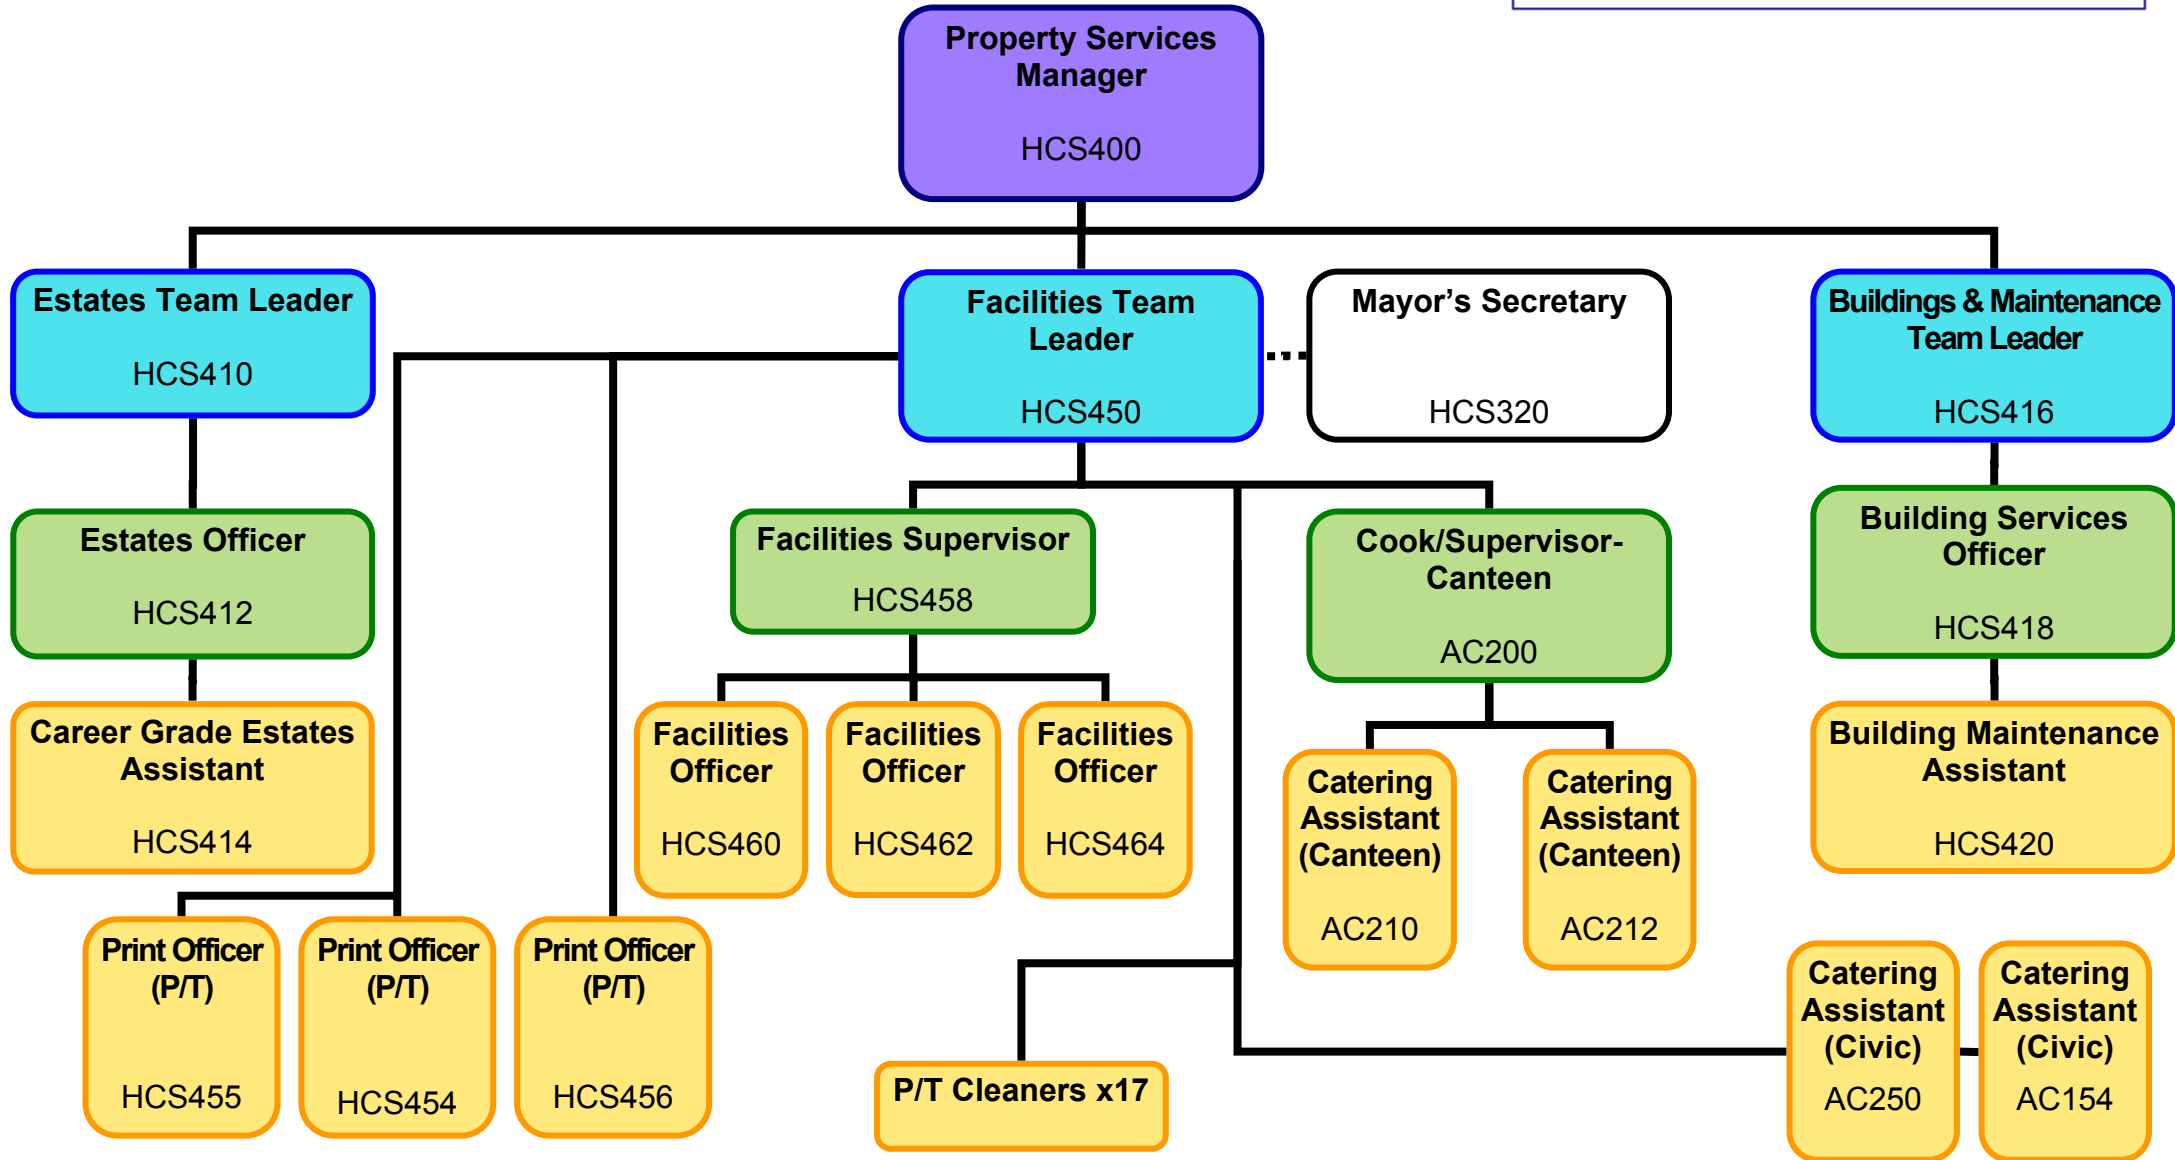 Property Services
Manager
HCS400
Estates Team Leader
HCS410
Facilities Team
Leader
HCS450
Mayor’s Secretary
HCS320
Buildings & Maintenance
Team Leader
HCS416
Estates Officer
HCS412
Facilities Supervisor
HCS458
Cook/Supervisor-
Canteen
AC200
Building Services
Officer
HCS418
Career Grade Estates
Assistant
HCS414
Facilities
Officer
HCS460
Facilities
Officer
HCS462
Facilities
Officer
HCS464
Catering
Assistant
(Canteen)
AC210
Catering
Assistant
(Canteen)
AC212
Building Maintenance
Assistant
HCS420
Print Officer
(P/T)
HCS455
Print Officer
(P/T)
HCS454
Print Officer
(P/T)
HCS456
P/T Cleaners x17
Catering
Assistant
(Civic)
AC250
Catering
Assistant
(Civic)
AC154